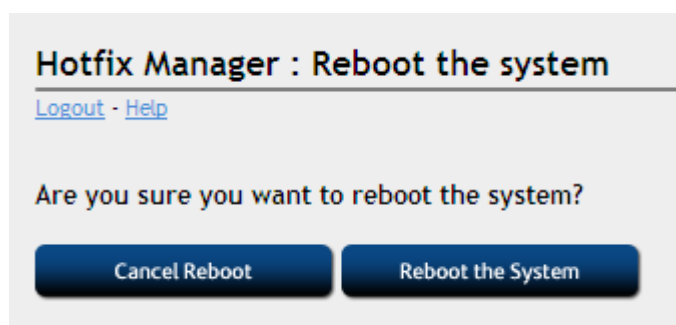 Hotfix Manager : Reboot the system
Logout - Help
Are you sure you want to reboot the system?
Cancel Reboot Reboot the System